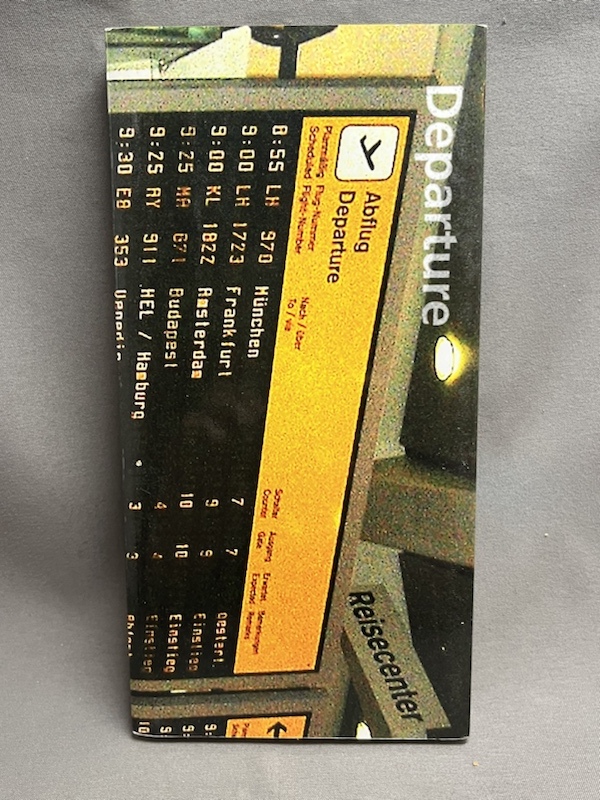 Departure
Abflug
Departure
Planmäßig Flug-Nummer Nach / über Schalter Ausgang Erwartet Bemerkungen
Scheduled Flight-Number To / via Counter Gate Expected Remarks
8:55 LH 970 München 7 7 gestart.
9:00 LH 1723 Frankfurt 9 9 Einstieg
9:00 KL 1822 Amsterdam 10 10 Einstieg
9:25 MA 671 Budapest 4 4 Einstieg
9:25 AY 911 HEL / Hamburg 3 3
9:30 EB 353 Venedig
Reisecenter